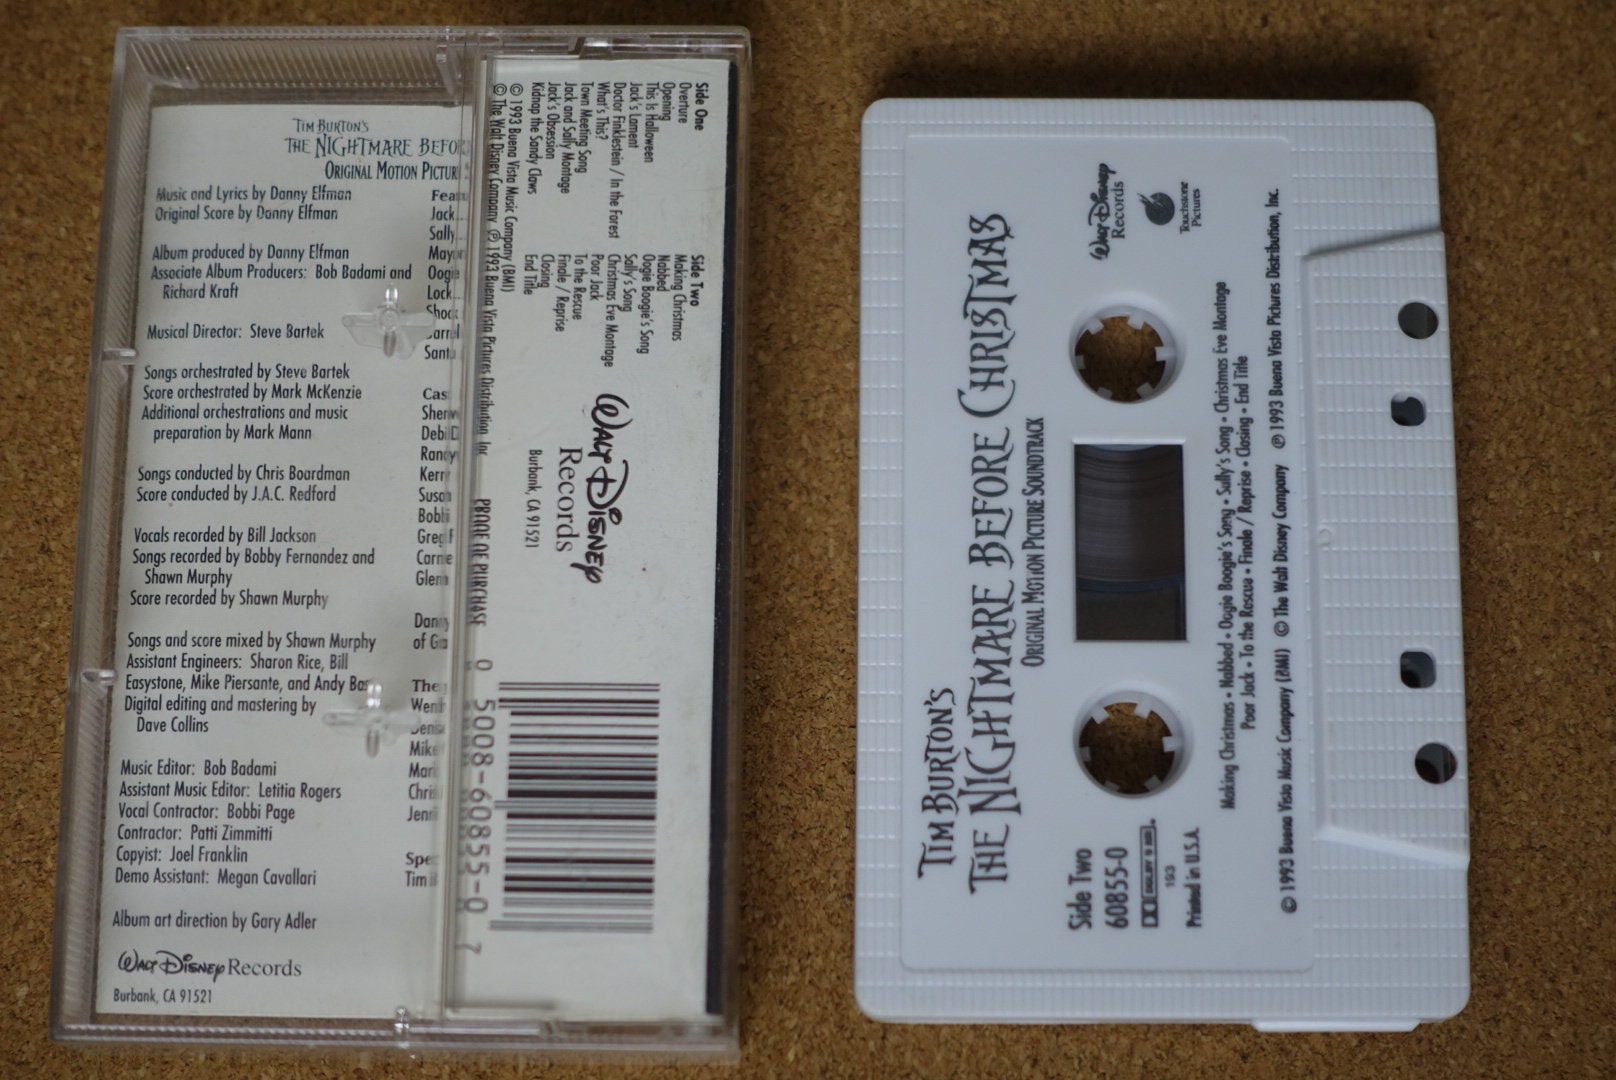 TIM BURTON'S
THE NIGHTMARE BEFO
ORIGINAL MOTION PICTUR
Music and Lyrics by Danny Elfman
Original Score by Danny Elfman
Album produced by Danny Elfman
Associate Album Producers: Bob Badami and
Richard Kraft
Musical Director: Steve Bartek
Songs orchestrated by Steve Bartek
Score orchestrated by Mark McKenzie
Additional orchestrations and music
preparation by Mark Mann
Songs conducted by Chris Boardman
Score conducted by J.A.C. Redford
Vocals recorded by Bill Jackson
Songs recorded by Bobby Fernandez and
Shawn Murphy
Score recorded by Shawn Murphy
Songs and score mixed by Shawn Murphy
Assistant Engineers: Sharon Rice, Bill
Easystone, Mike Piersante, and Andy Bas
Digital editing and mastering by
Dave Collins
Music Editor: Bob Badami
Assistant Music Editor: Letitia Rogers
Vocal Contractor: Bobbi Page
Contractor: Patti Zimmitti
Copyist: Joel Franklin
Demo Assistant: Megan Cavallari
Album art direction by Gary Adler
WALT DISNEY Records
Burbank, CA 91521
Jack
Sally
Lock
Side One
Overture
Opening
This Is Halloween
Jack's Lament
Doctor Finklestein / In the Forest
What's This?
Town Meeting Song
Jack and Sally Montage
Jack's Obsession
Kidnap the Sandy Claws
© 1993 Buena Vista Music Company (BMI)
© The Walt Disney Company ℗ 1993 Buena Vista Pictures Distribution, Inc.
Side Two
Making Christmas
Nabbed
Oogie Boogie's Song
Sally's Song
Christmas Eve Montage
Poor Jack
To the Rescue
Finale / Reprise
Closing
End Title
WALT DISNEY
Records
Burbank, CA 91521
PROOF OF PURCHASE
0 5008-60855-0 7
TIM BURTON'S
THE NIGHTMARE BEFORE CHRISTMAS
ORIGINAL MOTION PICTURE SOUNDTRACK
Side Two
60855-0
DOLBY B NR
193
Printed in U.S.A.
WALT DISNEY
Records
Touchstone
Pictures
Making Christmas • Nabbed • Oogie Boogie's Song • Sally's Song • Christmas Eve Montage
Poor Jack • To the Rescue • Finale / Reprise • Closing • End Title
© 1993 Buena Vista Music Company (BMI) © The Walt Disney Company ℗ 1993 Buena Vista Pictures Distribution, Inc.